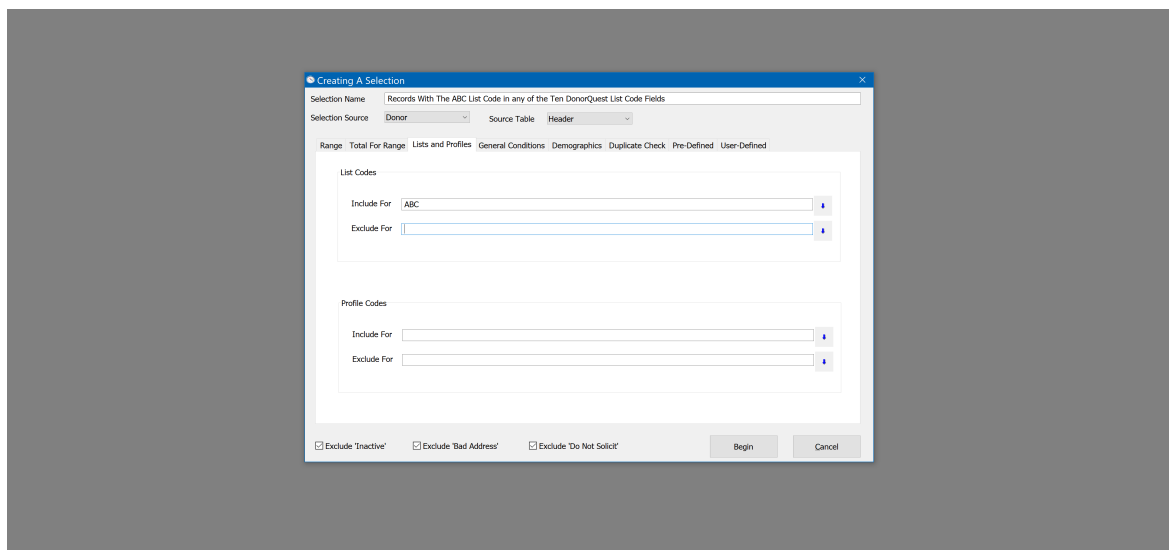 Creating A Selection
Selection Name Records With The ABC List Code in any of the Ten DonorQuest List Code Fields
Selection Source Donor Source Table Header
Range Total For Range Lists and Profiles General Conditions Demographics Duplicate Check Pre-Defined User-Defined
List Codes
Include For ABC
Exclude For
Profile Codes
Include For
Exclude For
Exclude 'Inactive' Exclude 'Bad Address' Exclude 'Do Not Solicit' Begin Cancel